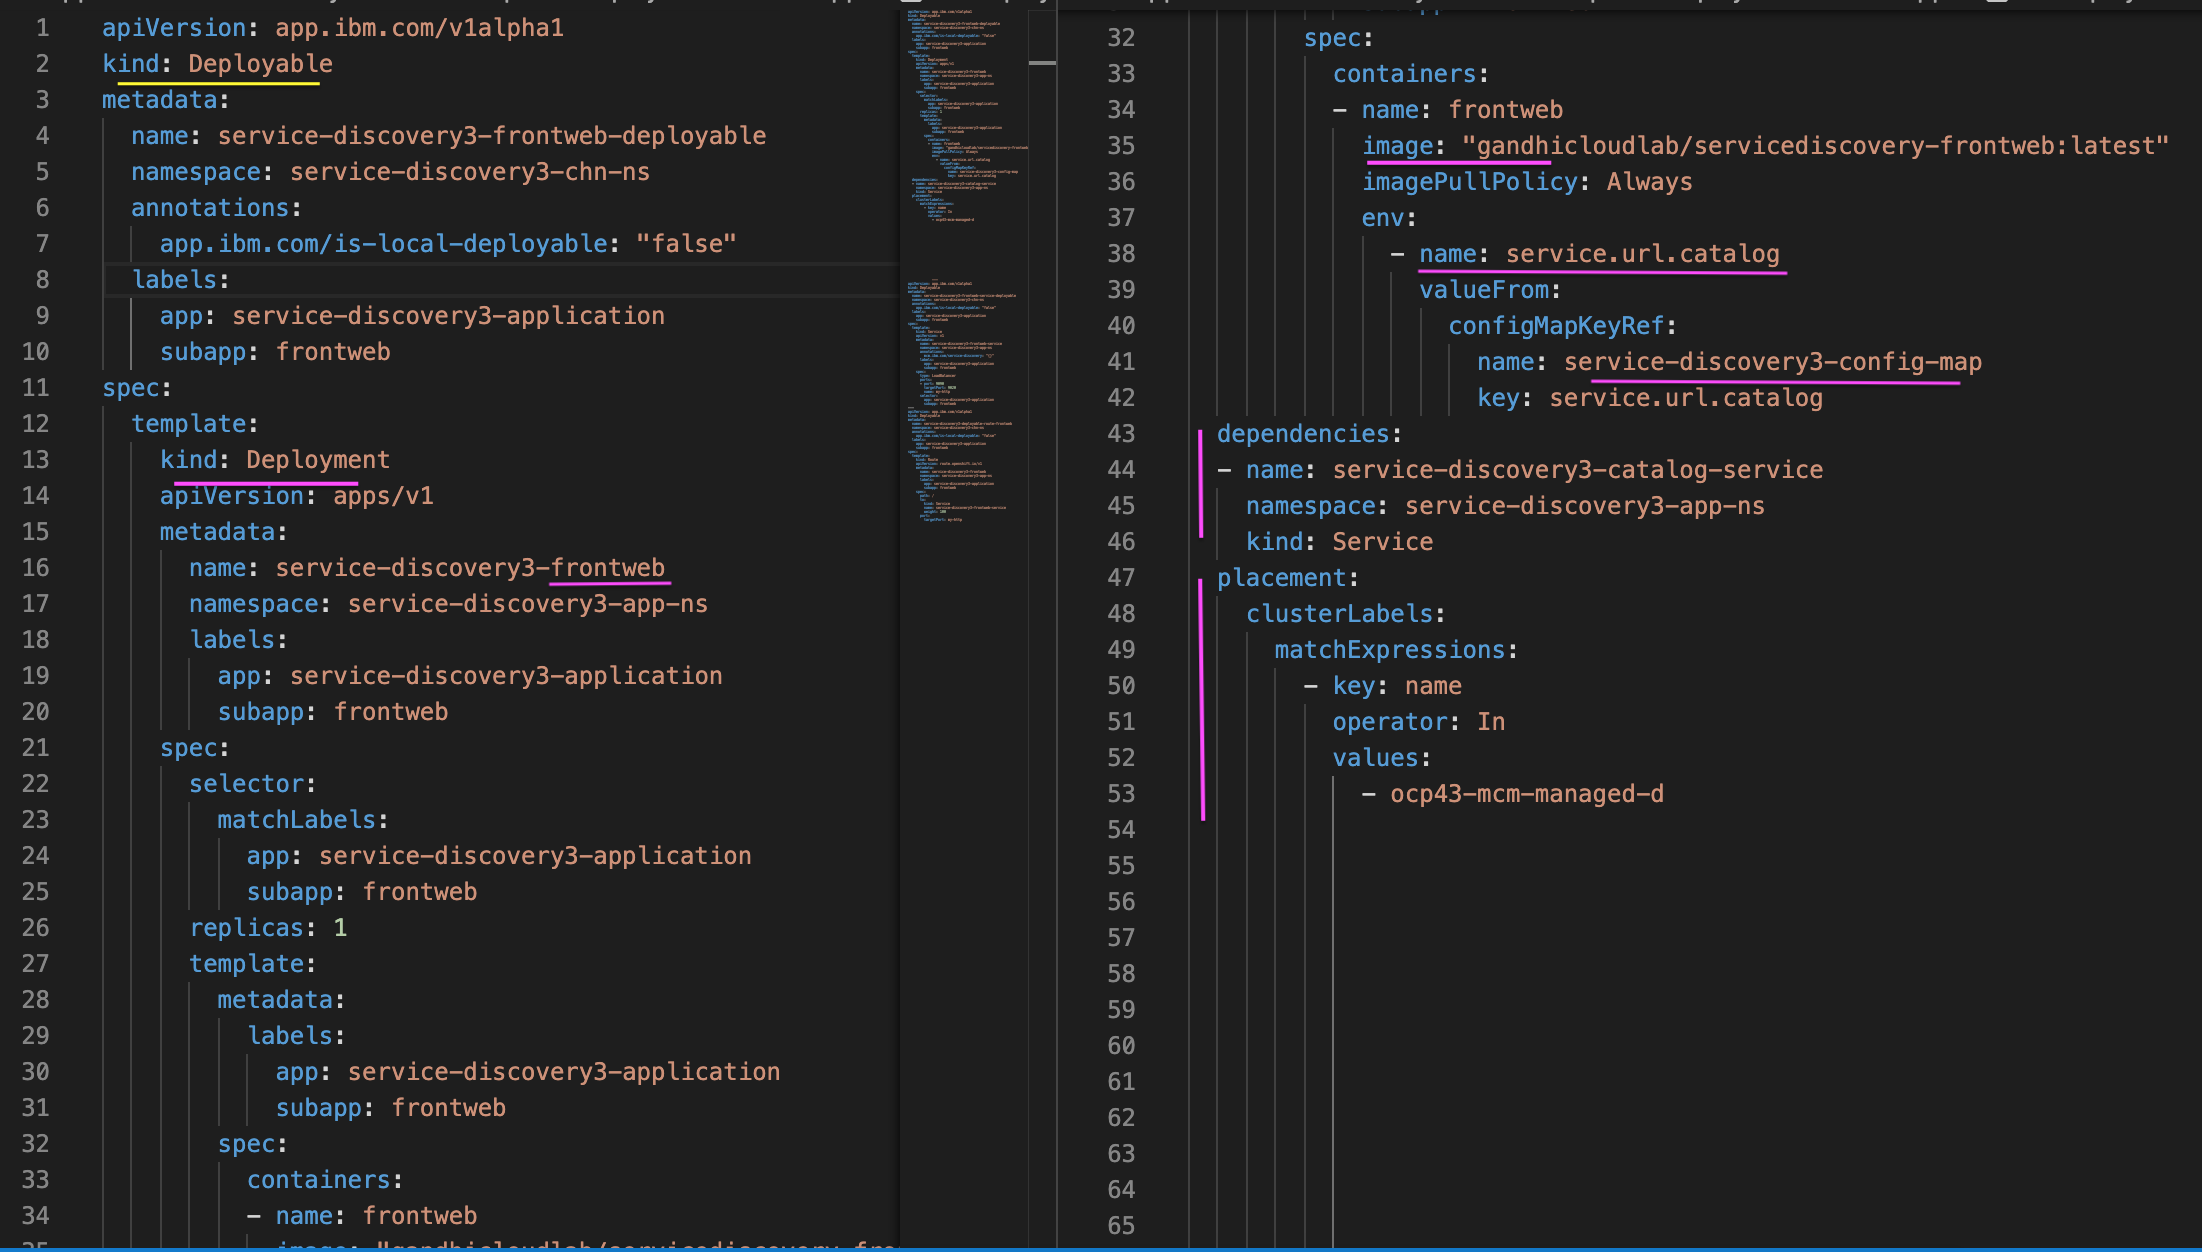 1 apiVersion: app.ibm.com/v1alpha1
2 kind: Deployable
3 metadata:
4 name: service-discovery3-frontweb-deployable
5 namespace: service-discovery3-chn-ns
6 annotations:
7 app.ibm.com/is-local-deployable: "false"
8 labels:
9 app: service-discovery3-application
10 subapp: frontweb
11 spec:
12 template:
13 kind: Deployment
14 apiVersion: apps/v1
15 metadata:
16 name: service-discovery3-frontweb
17 namespace: service-discovery3-app-ns
18 labels:
19 app: service-discovery3-application
20 subapp: frontweb
21 spec:
22 selector:
23 matchLabels:
24 app: service-discovery3-application
25 subapp: frontweb
26 replicas: 1
27 template:
28 metadata:
29 labels:
30 app: service-discovery3-application
31 subapp: frontweb
32 spec:
33 containers:
34 - name: frontweb
32 spec:
33 containers:
34 - name: frontweb
35 image: "gandhicloudlab/servicediscovery-frontweb:latest"
36 imagePullPolicy: Always
37 env:
38 - name: service.url.catalog
39 valueFrom:
40 configMapKeyRef:
41 name: service-discovery3-config-map
42 key: service.url.catalog
43 dependencies:
44 - name: service-discovery3-catalog-service
45 namespace: service-discovery3-app-ns
46 kind: Service
47 placement:
48 clusterLabels:
49 matchExpressions:
50 - key: name
51 operator: In
52 values:
53 - ocp43-mcm-managed-d
54
55
56
57
58
59
60
61
62
63
64
65